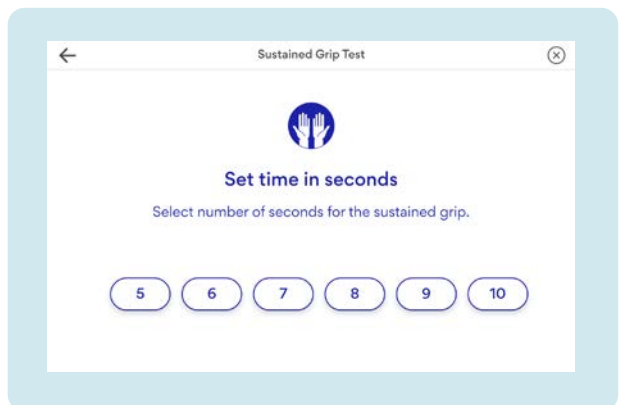 Sustained Grip Test
Set time in seconds
Select number of seconds for the sustained grip.
5 6 7 8 9 10